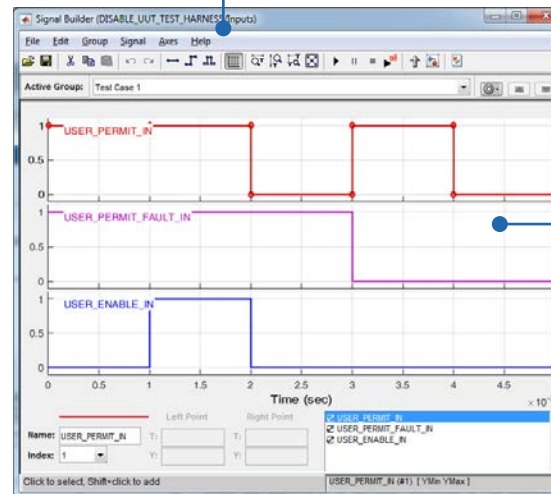 Signal Builder (DISABLE_UUT_TEST_HARNESS/Inputs)
File Edit Group Signal Axes Help
Active Group: Test Case 1
1
USER_PERMIT_IN
0.5
0
1
USER_PERMIT_FAULT_IN
0.5
0
1
USER_ENABLE_IN
0.5
0
0 0.5 1 1.5 2 2.5 3 3.5 4 4.5
Time (sec)
× 10
Left Point Right Point
Name: USER_PERMIT_IN T: T:
Index: 1 Y: Y:
USER_PERMIT_IN
USER_PERMIT_FAULT_IN
USER_ENABLE_IN
Click to select, Shift+click to add
USER_PERMIT_IN (#1) [ YMin YMax ]